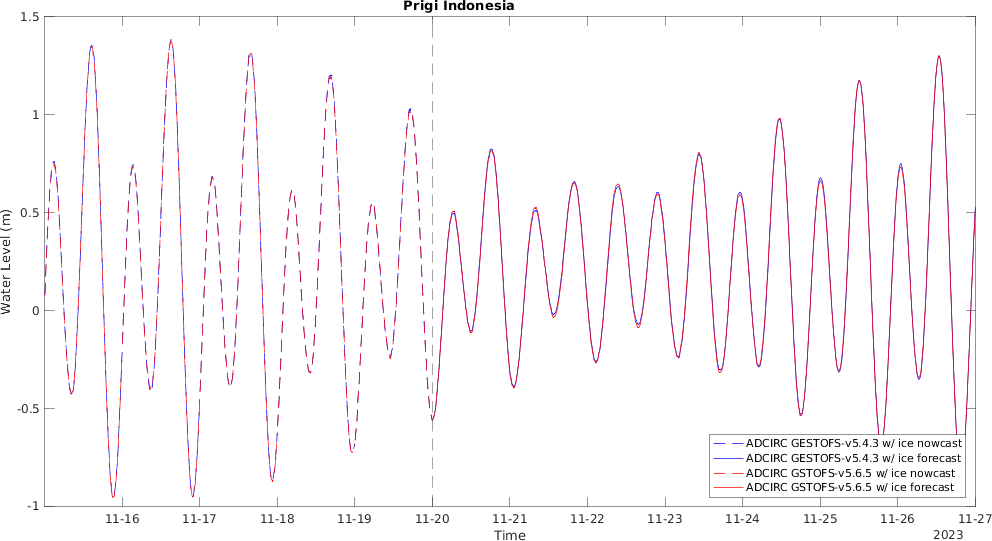 Prigi Indonesia
Water Level (m)
1.5
1
0.5
0
-0.5
-1
ADCIRC GESTOFS-v5.4.3 w/ ice nowcast
ADCIRC GESTOFS-v5.4.3 w/ ice forecast
ADCIRC GSTOFS-v5.6.5 w/ ice nowcast
ADCIRC GSTOFS-v5.6.5 w/ ice forecast
11-16 11-17 11-18 11-19 11-20 11-21 11-22 11-23 11-24 11-25 11-26 11-27
Time
2023